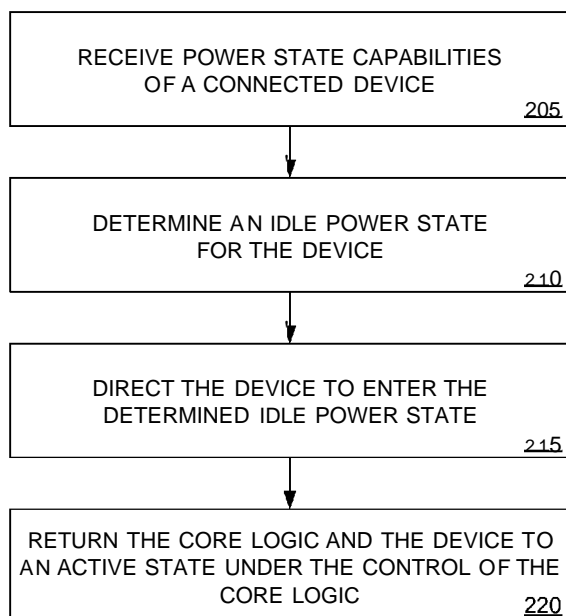 RECEIVE POWER STATE CAPABILITIES
OF A CONNECTED DEVICE
205
DETERMINE AN IDLE POWER STATE
FOR THE DEVICE
210
DIRECT THE DEVICE TO ENTER THE
DETERMINED IDLE POWER STATE
215
RETURN THE CORE LOGIC AND THE DEVICE TO
AN ACTIVE STATE UNDER THE CONTROL OF THE
CORE LOGIC
220